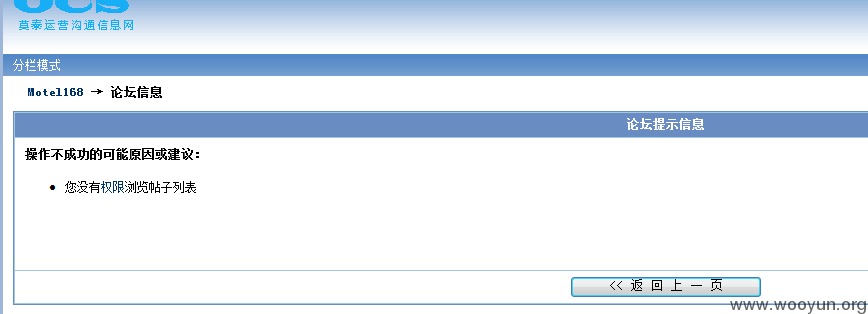 莫泰运营沟通信息网
分栏模式
Motel168 → 论坛信息
论坛提示信息
操作不成功的可能原因或建议：
• 您没有权限浏览帖子列表
<< 返 回 上 一 页
www.wooyun.org